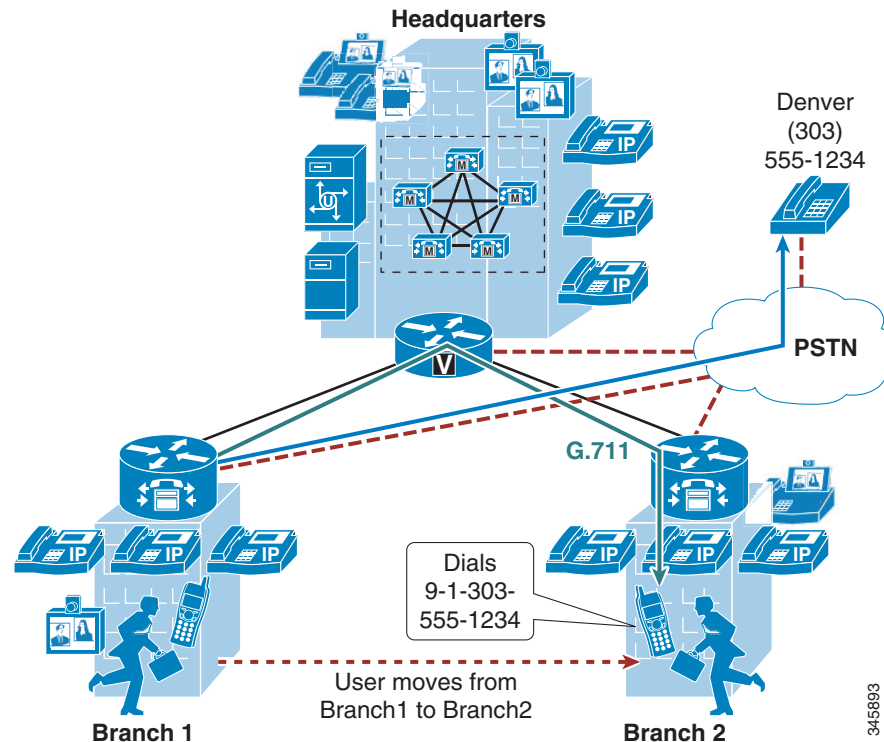 Headquarters
Denver
(303)
555-1234
M
M
M
M
M
U
IP
IP
IP
PSTN
V
G.711
IP
IP
IP
IP
IP
IP
Dials
9-1-303-
555-1234
User moves from
Branch1 to Branch2
Branch 1
Branch 2
345893